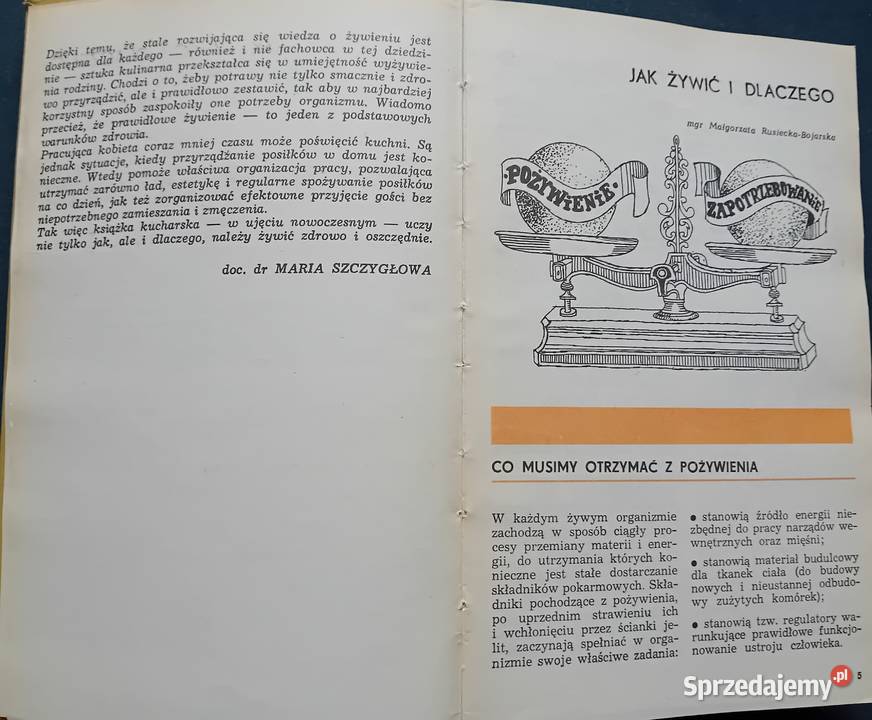 Dzięki temu, że stale rozwijająca się wiedza o żywieniu jest
dostępna dla każdego — również i nie fachowca w tej dziedzi-
nie — sztuka kulinarna przekształca się w umiejętność wyżywie-
nia rodziny. Chodzi o to, żeby potrawy nie tylko smacznie i zdro-
wo przyrządzić, ale i prawidłowo zestawić, tak aby w najbardziej
korzystny sposób zaspokoiły one potrzeby organizmu. Wiadomo
przecież, że prawidłowe żywienie — to jeden z podstawowych
warunków zdrowia.
Pracująca kobieta coraz mniej czasu może poświęcić kuchni. Są
jednak sytuacje, kiedy przyrządzanie posiłków w domu jest ko-
nieczne. Wtedy pomoże właściwa organizacja pracy, pozwalająca
utrzymać zarówno ład, estetykę i regularne spożywanie posiłków
na co dzień, jak też zorganizować efektowne przyjęcie gości bez
niepotrzebnego zamieszania i zmęczenia.
Tak więc książka kucharska — w ujęciu nowoczesnym — uczy
nie tylko jak, ale i dlaczego, należy żywić zdrowo i oszczędnie.
doc. dr MARIA SZCZYGŁOWA
JAK ŻYWIĆ I DLACZEGO
mgr Małgorzata Rusiecka-Bojarska
POŻYWIENIE
ZAPOTRZEBOWANIE
CO MUSIMY OTRZYMAĆ Z POŻYWIENIA
W każdym żywym organizmie
zachodzą w sposób ciągły pro-
cesy przemiany materii i ener-
gii, do utrzymania których ko-
nieczne jest stałe dostarczanie
składników pokarmowych. Skła-
dniki pochodzące z pożywienia,
po uprzednim strawieniu ich
i wchłonięciu przez ścianki je-
lit, zaczynają spełniać w orga-
nizmie swoje właściwe zadania:
● stanowią źródło energii nie-
zbędnej do pracy narządów we-
wnętrznych oraz mięśni;
● stanowią materiał budulcowy
dla tkanek ciała (do budowy
nowych i nieustannej odbudo-
wy zużytych komórek);
● stanowią tzw. regulatory wa-
runkujące prawidłowe funkcjo-
nowanie ustroju człowieka.
5
Sprzedajemy.pl